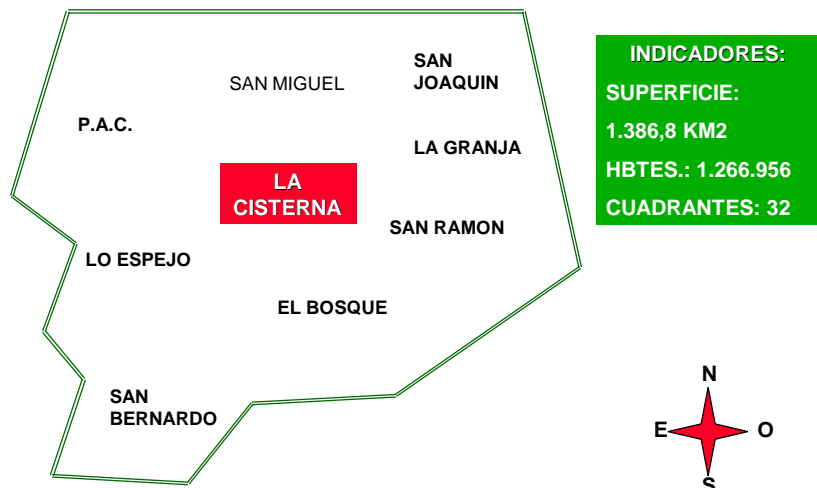 SAN MIGUEL
SAN
JOAQUIN
P.A.C.
LA GRANJA
LA
CISTERNA
SAN RAMON
LO ESPEJO
EL BOSQUE
SAN
BERNARDO
INDICADORES:
SUPERFICIE:
1.386,8 KM2
HBTES.: 1.266.956
CUADRANTES: 32
N
E
O
S